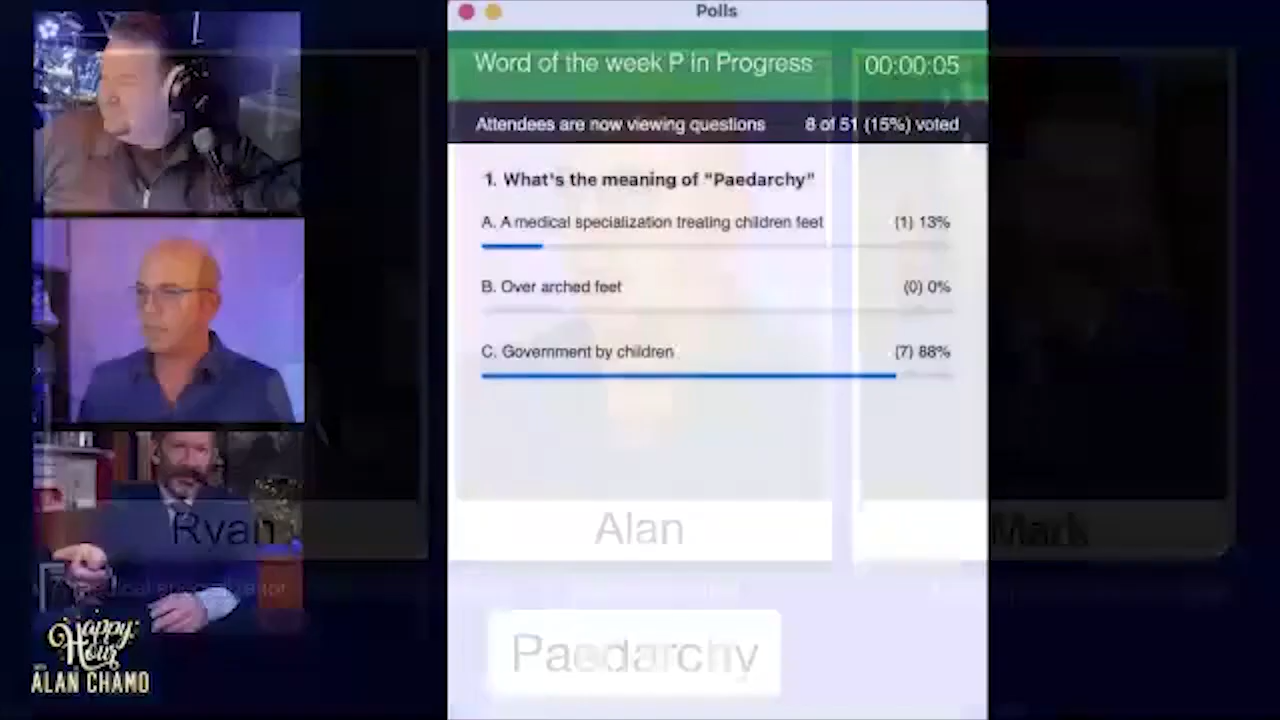 Polls
Word of the week P in Progress 00:00:05
Attendees are now viewing questions 8 of 51 (15%) voted
1. What's the meaning of "Paedarchy"
A. A medical specialization treating children feet (1) 13%
B. Over arched feet (0) 0%
C. Government by children (7) 88%
Ryan
Alan
Mark
Paedarchy
Happy
Hour
ALAN CHAMO